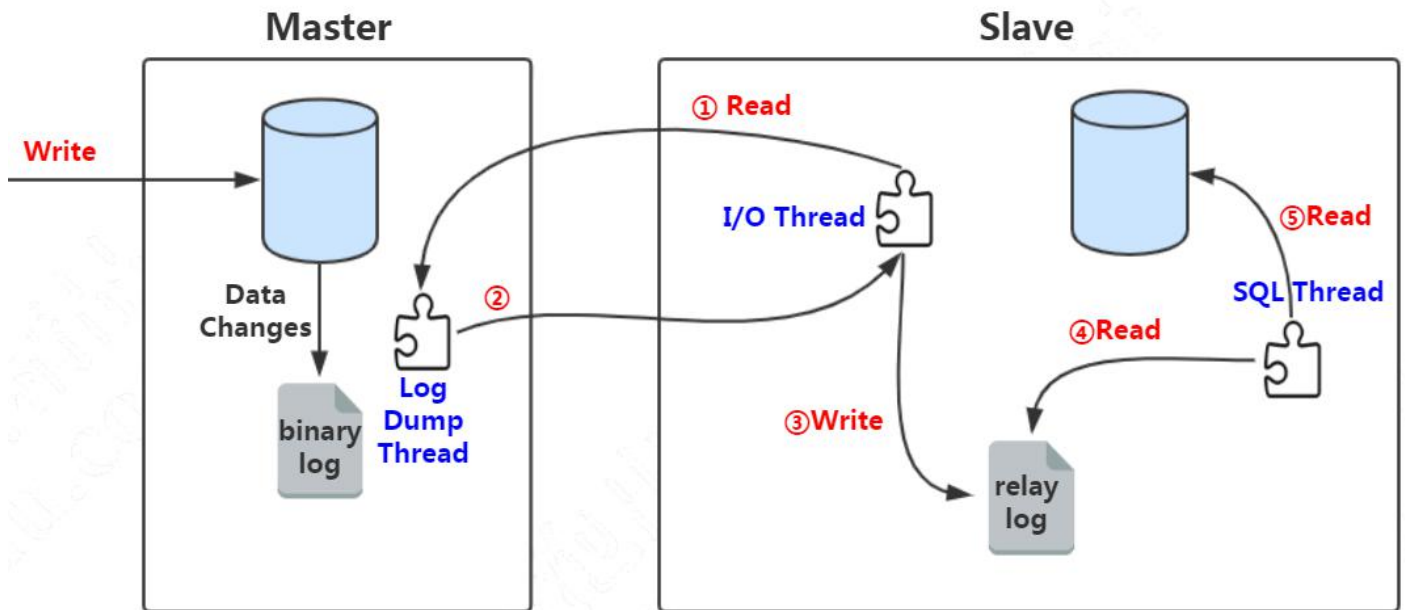 Master
Slave
① Read
Write
I/O Thread
⑤Read
Data
Changes
②
SQL Thread
④Read
Log
Dump
Thread
③Write
binary
log
relay
log